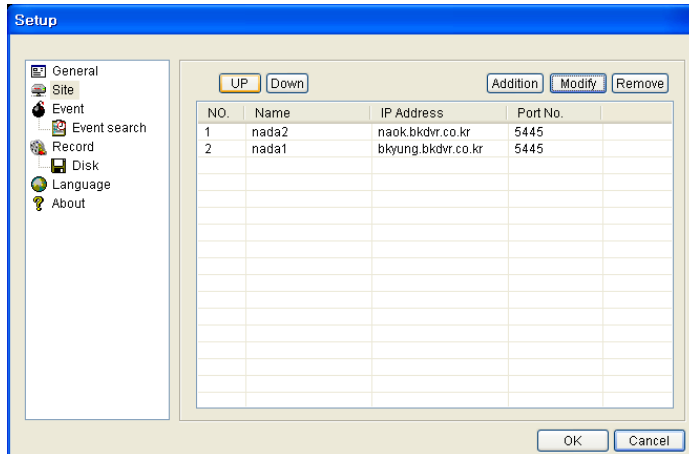 Setup
General
Site
Event
Event search
Record
Disk
Language
About
UP Down Addition Modify Remove
NO. Name IP Address Port No.
1 nada2 naok.bkdvr.co.kr 5445
2 nada1 bkyung.bkdvr.co.kr 5445
OK Cancel